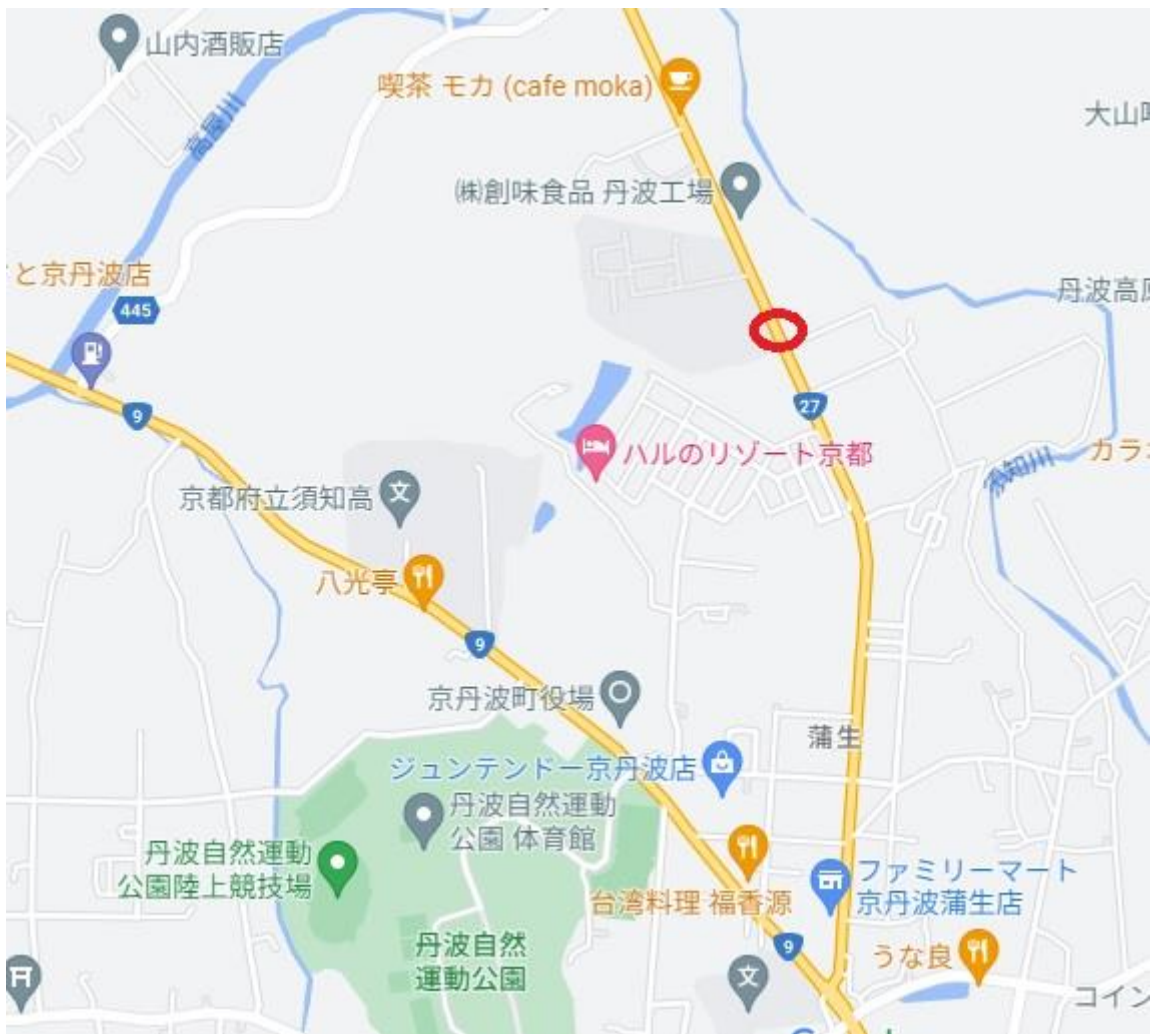 山内酒販店
高屋川
喫茶 モカ (cafe moka)
大山
㈱創味食品 丹波工場
と京丹波店
445
丹波高原
9
27
ハルのリゾート京都
須知川
カラオ
京都府立須知高
文
八光亭
9
京丹波町役場
蒲生
ジュンテンドー京丹波店
丹波自然運動
公園 体育館
丹波自然運動
公園陸上競技場
台湾料理 福香源
ファミリーマート
京丹波蒲生店
丹波自然
運動公園
9
うな良
文
コイン